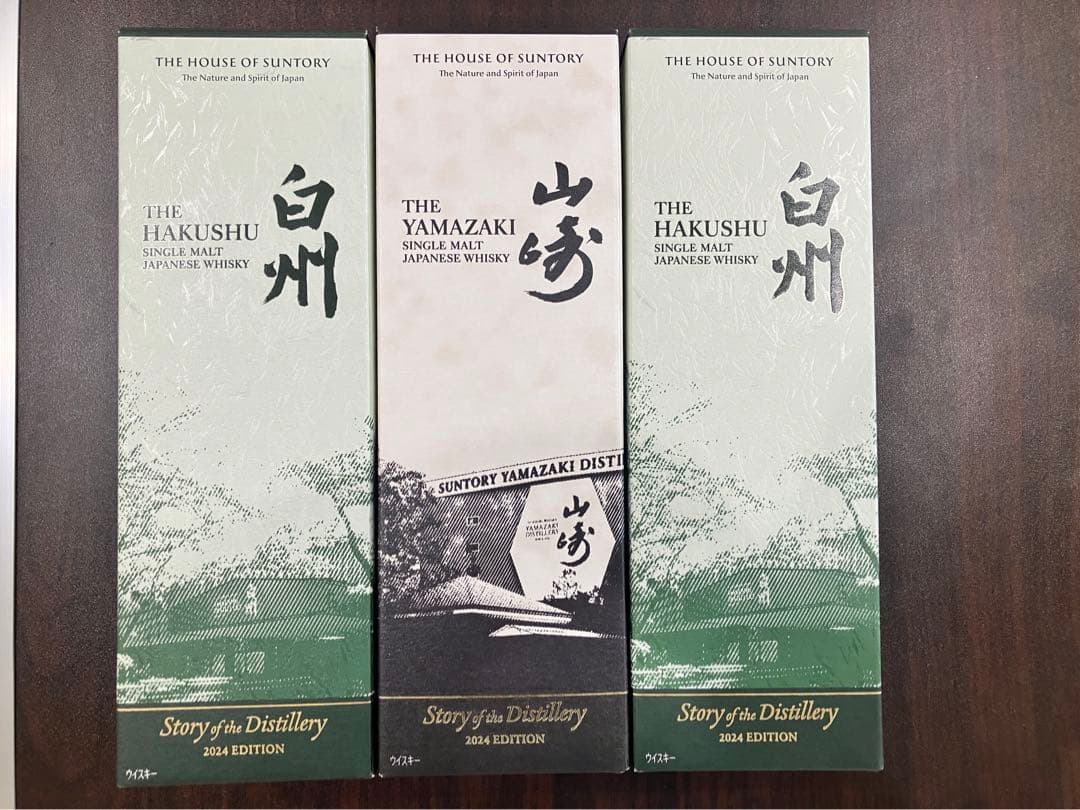 THE HOUSE OF SUNTORY
The Nature and Spirit of Japan
THE
HAKUSHU
SINGLE MALT
JAPANESE WHISKY
白州
Story of the Distillery
2024 EDITION
ウイスキー
THE HOUSE OF SUNTORY
The Nature and Spirit of Japan
THE
YAMAZAKI
SINGLE MALT
JAPANESE WHISKY
山崎
SUNTORY YAMAZAKI DISTI
YAMAZAKI
DISTILLERY
山崎
Story of the Distillery
2024 EDITION
ウイスキー
THE HOUSE OF SUNTORY
The Nature and Spirit of Japan
THE
HAKUSHU
SINGLE MALT
JAPANESE WHISKY
白州
Story of the Distillery
2024 EDITION
ウイスキー